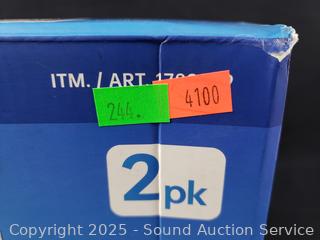 ITM. / ART.
244.
4100
2pk
Copyright © 2025 - Sound Auction Service